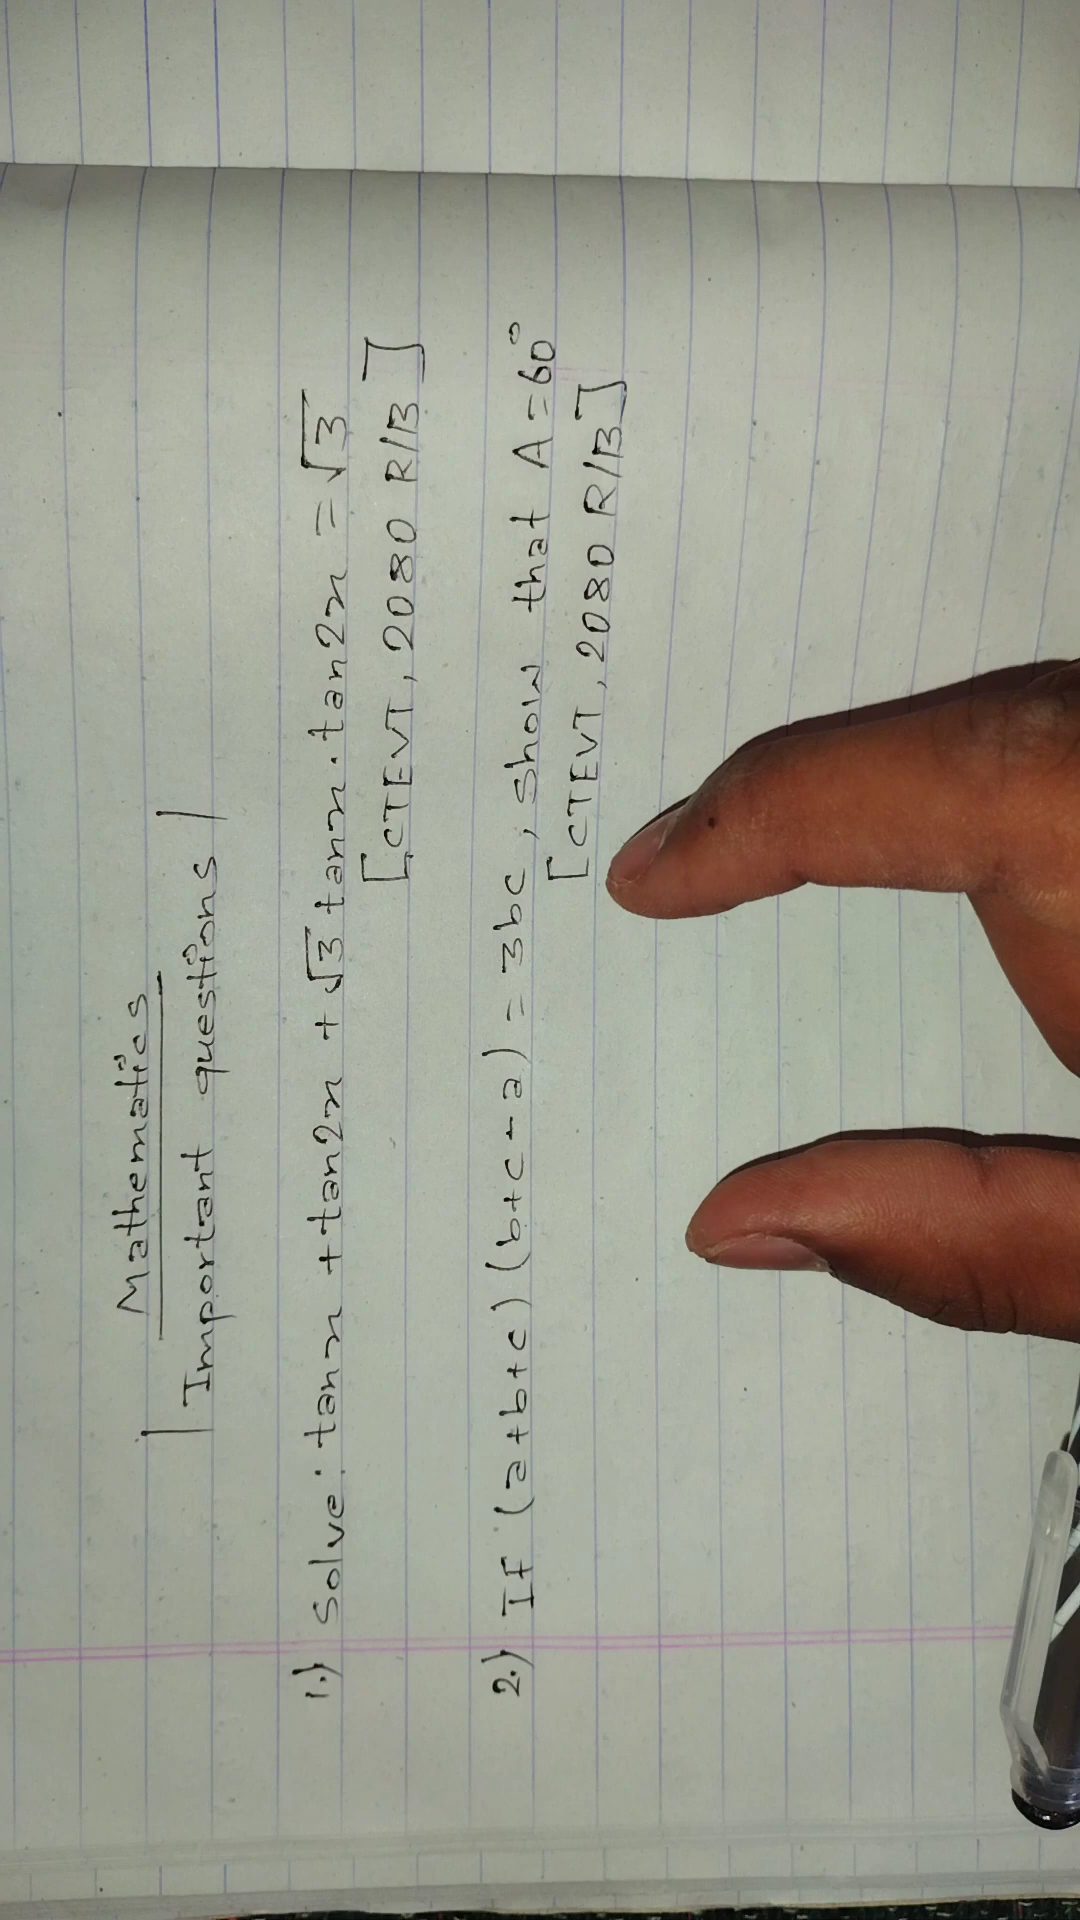 Mathematics
Important questions
1.) Solve: tanx + tan2x + √3 tanx . tan2x = √3
[CTEVT, 2080 R/B]
2.) If (a+b+c) (b+c-a) = 3bc, show that A = 60°
[CTEVT, 2080 R/B]